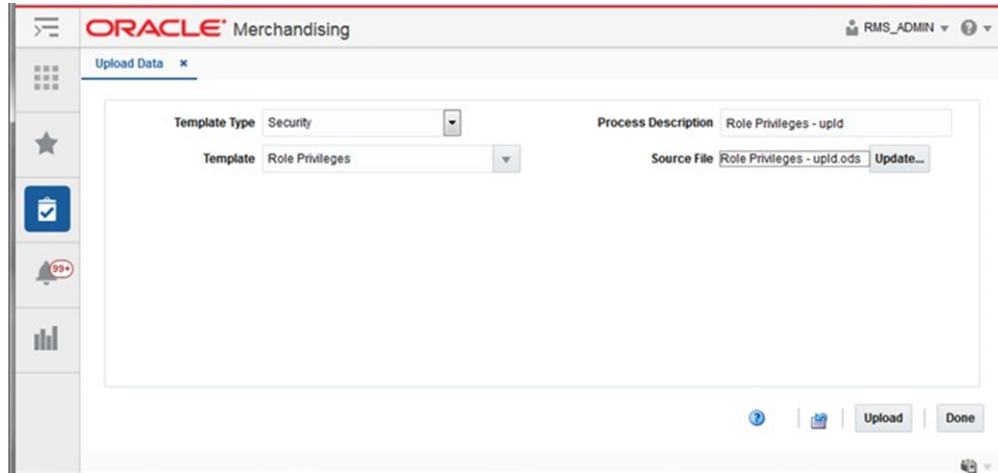 ORACLE® Merchandising
RMS_ADMIN
Upload Data ×
Template Type Security
Process Description Role Privileges - upld
Template Role Privileges
Source File Role Privileges - upld.ods Update...
99+
Upload
Done